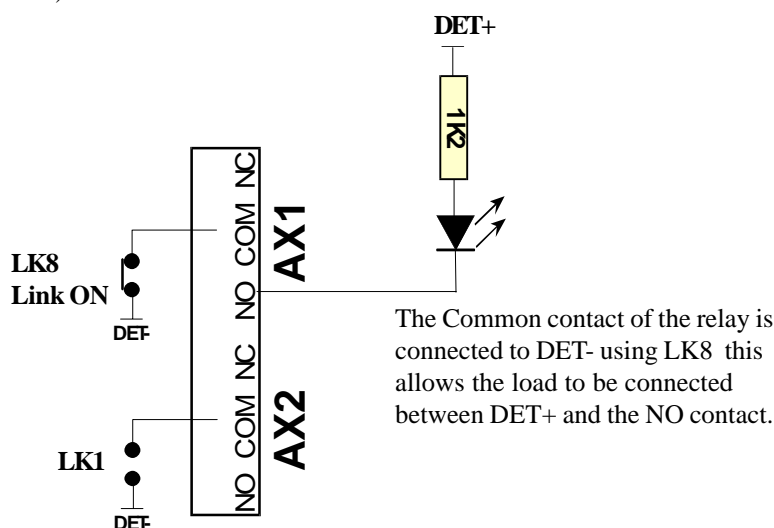 DET+
1K2
NC
COM
NO
AX1
LK8
Link ON
DET-
The Common contact of the relay is
connected to DET- using LK8 this
allows the load to be connected
between DET+ and the NO contact.
NC
COM
NO
AX2
LK1
DET-